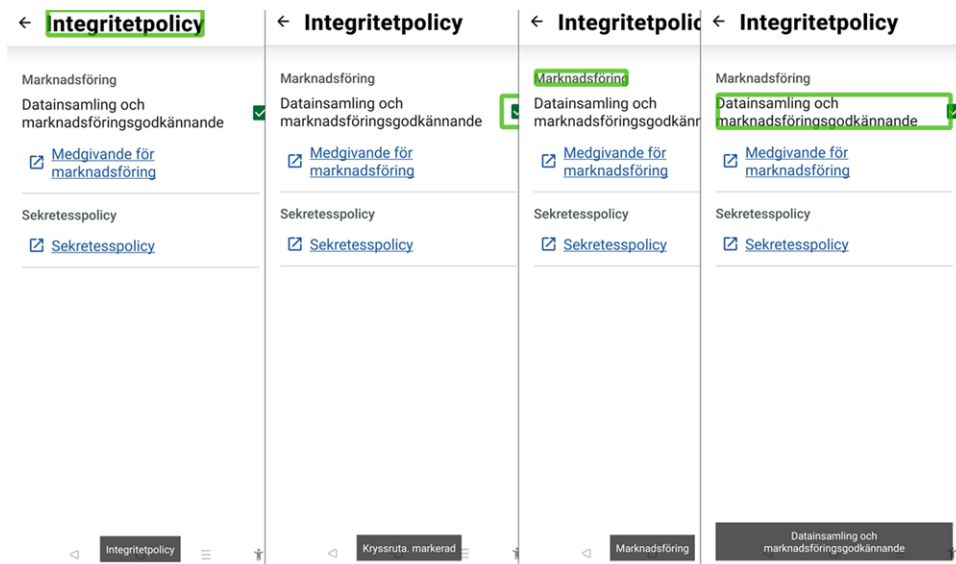 Integritetpolicy
Marknadsföring
Datainsamling och
marknadsföringsgodkännande
Medgivande för
marknadsföring
Sekretesspolicy
Sekretesspolicy
Integritetpolicy
Integritetpolicy
Marknadsföring
Datainsamling och
marknadsföringsgodkännande
Medgivande för
marknadsföring
Sekretesspolicy
Sekretesspolicy
Kryssruta. markerad
Integritetpolic
Marknadsföring
Datainsamling och
marknadsföringsgodkänn
Medgivande för
marknadsföring
Sekretesspolicy
Sekretesspolicy
Marknadsföring
Integritetpolicy
Marknadsföring
Datainsamling och
marknadsföringsgodkännande
Medgivande för
marknadsföring
Sekretesspolicy
Sekretesspolicy
Datainsamling och
marknadsföringsgodkännande